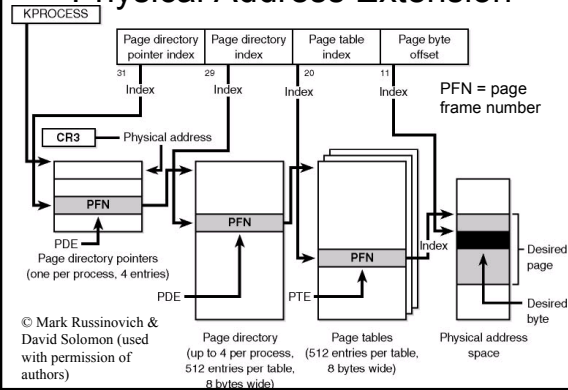 Physical Address Extension
KPROCESS
Page directory
pointer index
Page directory
index
Page table
index
Page byte
offset
31
29
20
11
Index
Index
Index
Index
PFN = page
frame number
CR3
Physical address
PFN
PFN
PFN
Index
PDE
Page directory pointers
(one per process, 4 entries)
PDE
PTE
Desired
page
Desired
byte
© Mark Russinovich &
David Solomon (used
with permission of
authors)
Page directory
(up to 4 per process,
512 entries per table,
8 bytes wide)
Page tables
(512 entries per table,
8 bytes wide)
Physical address
space